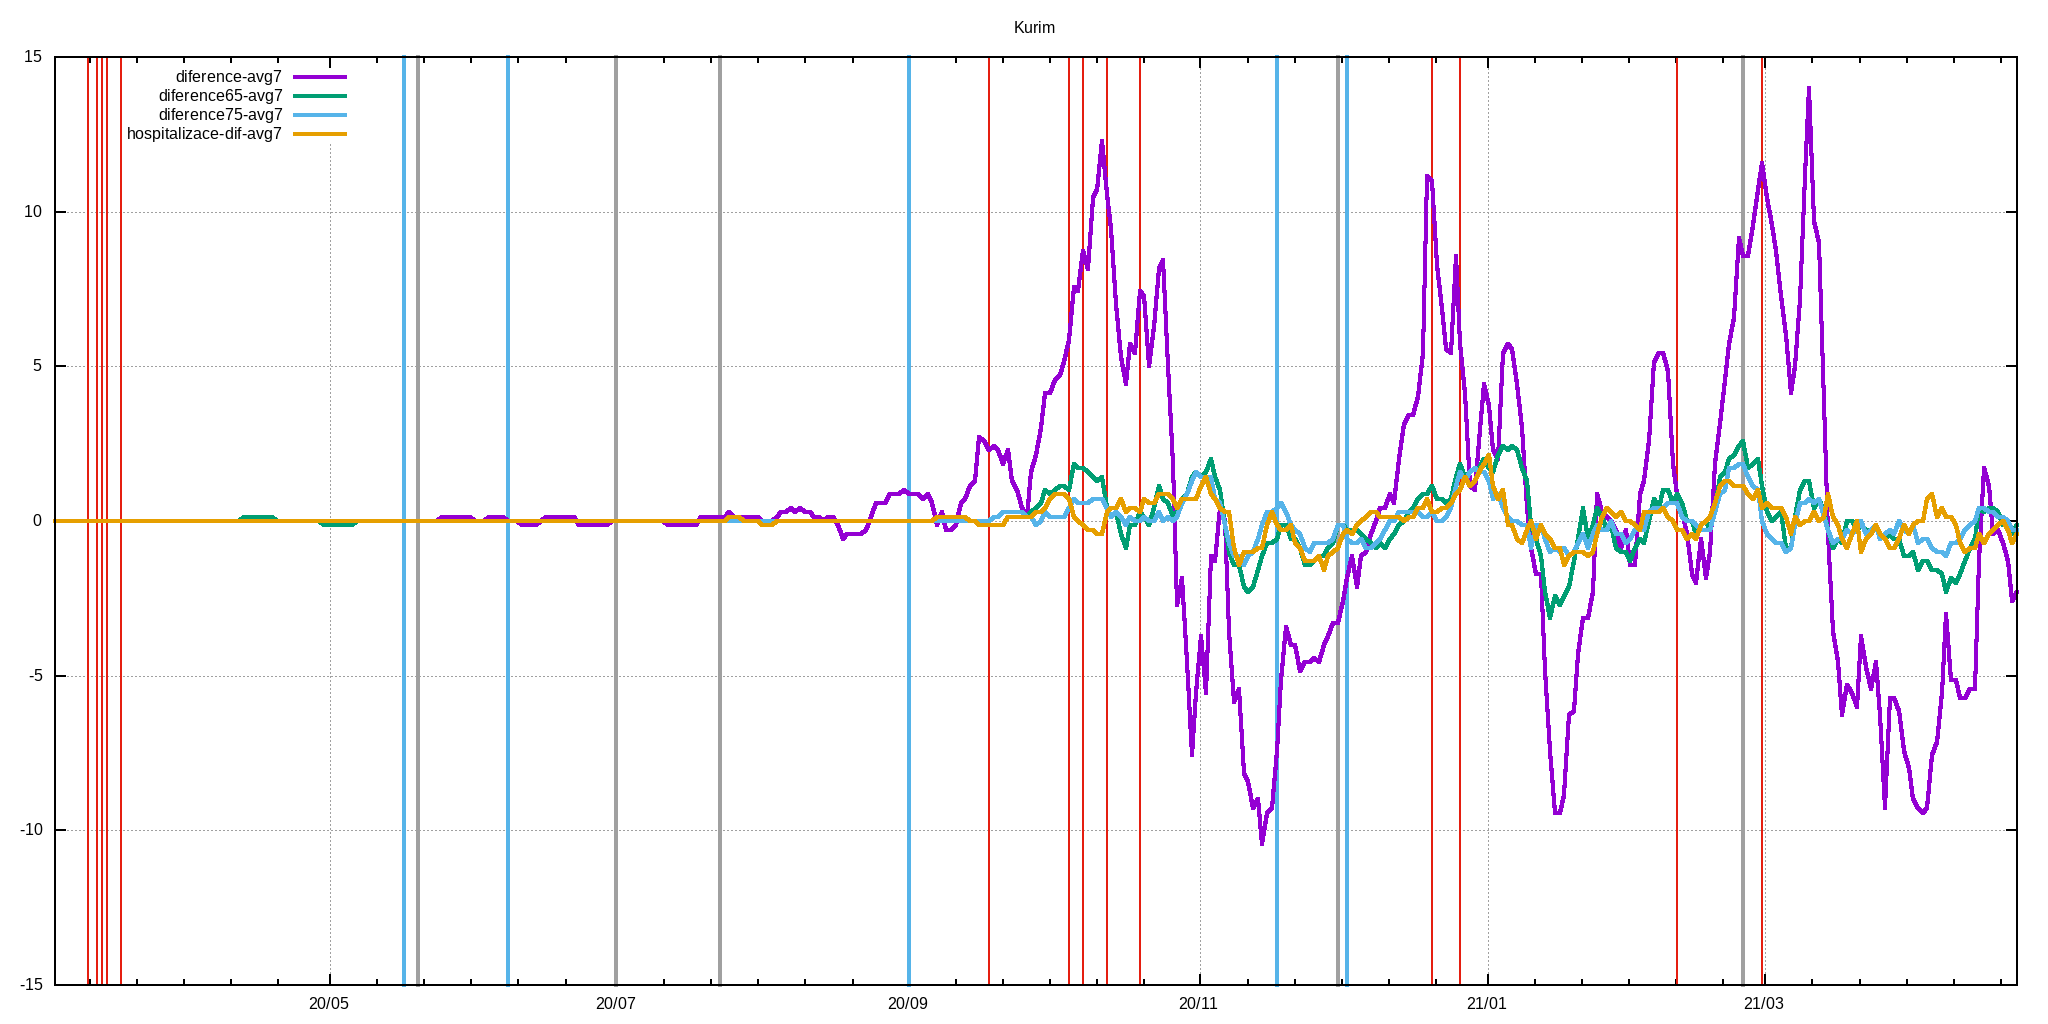 Kurim
15
10
5
0
-5
-10
-15
diference-avg7
diference65-avg7
diference75-avg7
hospitalizace-dif-avg7
20/05 20/07 20/09 20/11 21/01 21/03